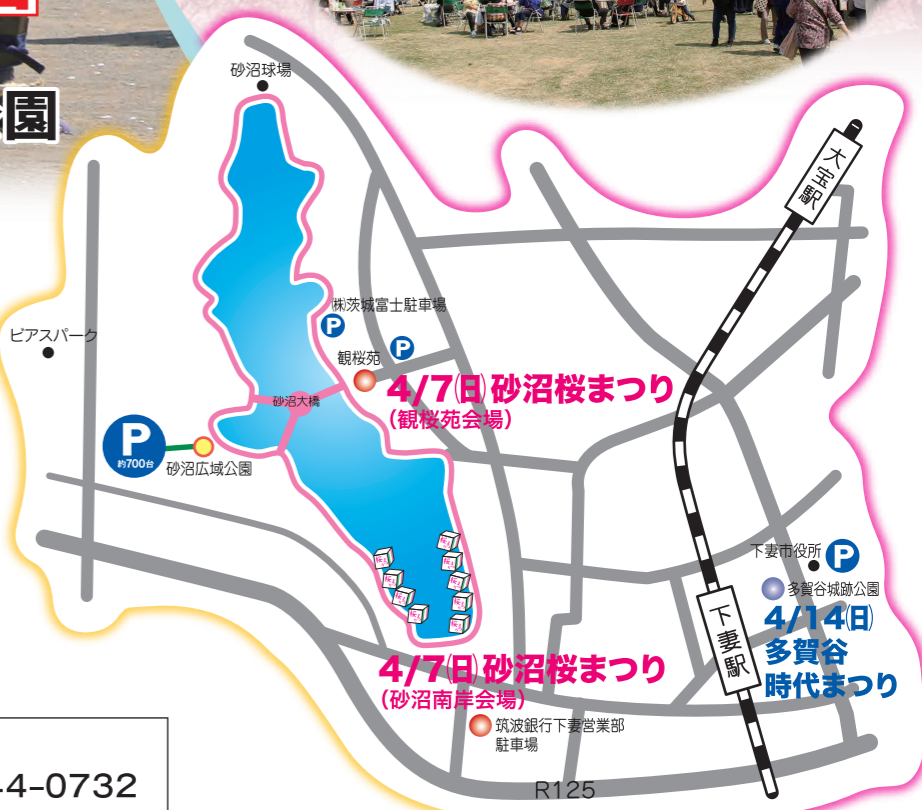 園
砂沼球場
大宝駅
㈱茨城富士駐車場
P
P
ビアスパーク
観桜苑
4/7(日)砂沼桜まつり
(観桜苑会場)
砂沼大橋
P
約700台
砂沼広域公園
下妻市役所
P
多賀谷城跡公園
下妻駅
4/14(日)
多賀谷
時代まつり
4/7(日)砂沼桜まつり
(砂沼南岸会場)
筑波銀行下妻営業部
駐車場
R125
4-0732